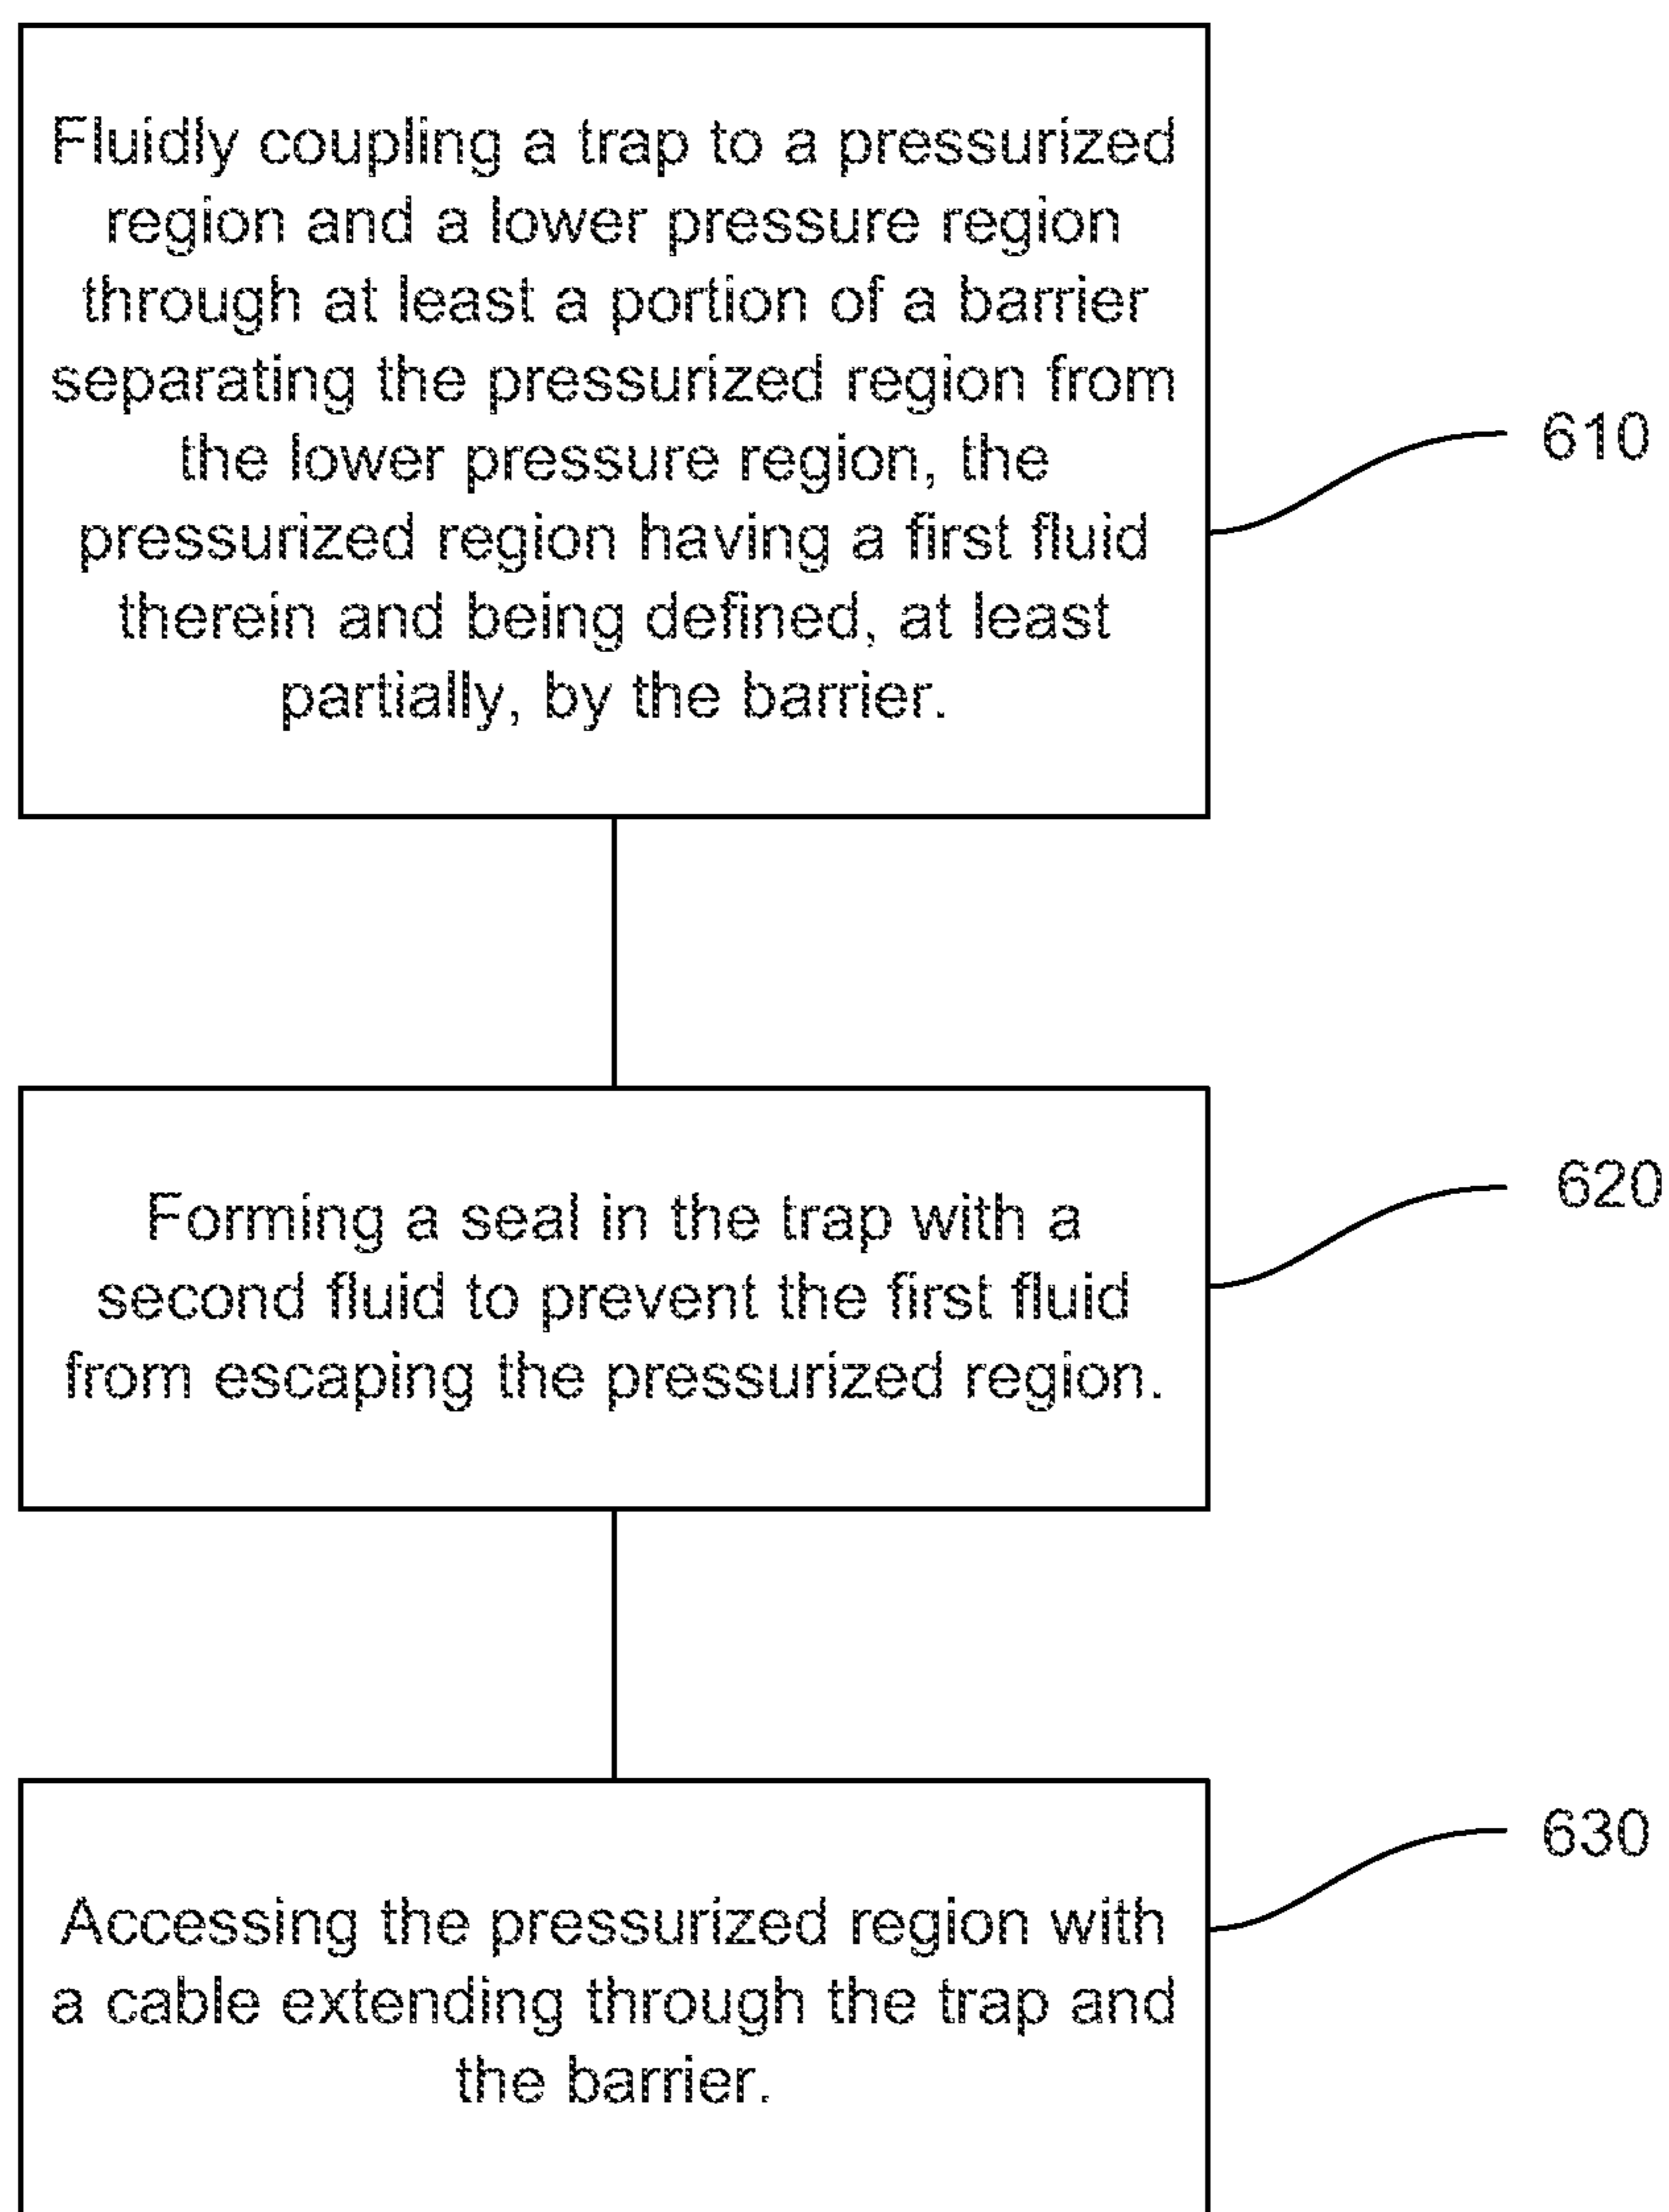 Fluidly coupling a trap to a pressurized
region and a lower pressure region
through at least a portion of a barrier
separating the pressurized region from
the lower pressure region, the
pressurized region having a first fluid
therein and being defined, at least
partially, by the barrier.
610
Forming a seal in the trap with a
second fluid to prevent the first fluid
from escaping the pressurized region.
620
Accessing the pressurized region with
a cable extending through the trap and
the barrier.
630